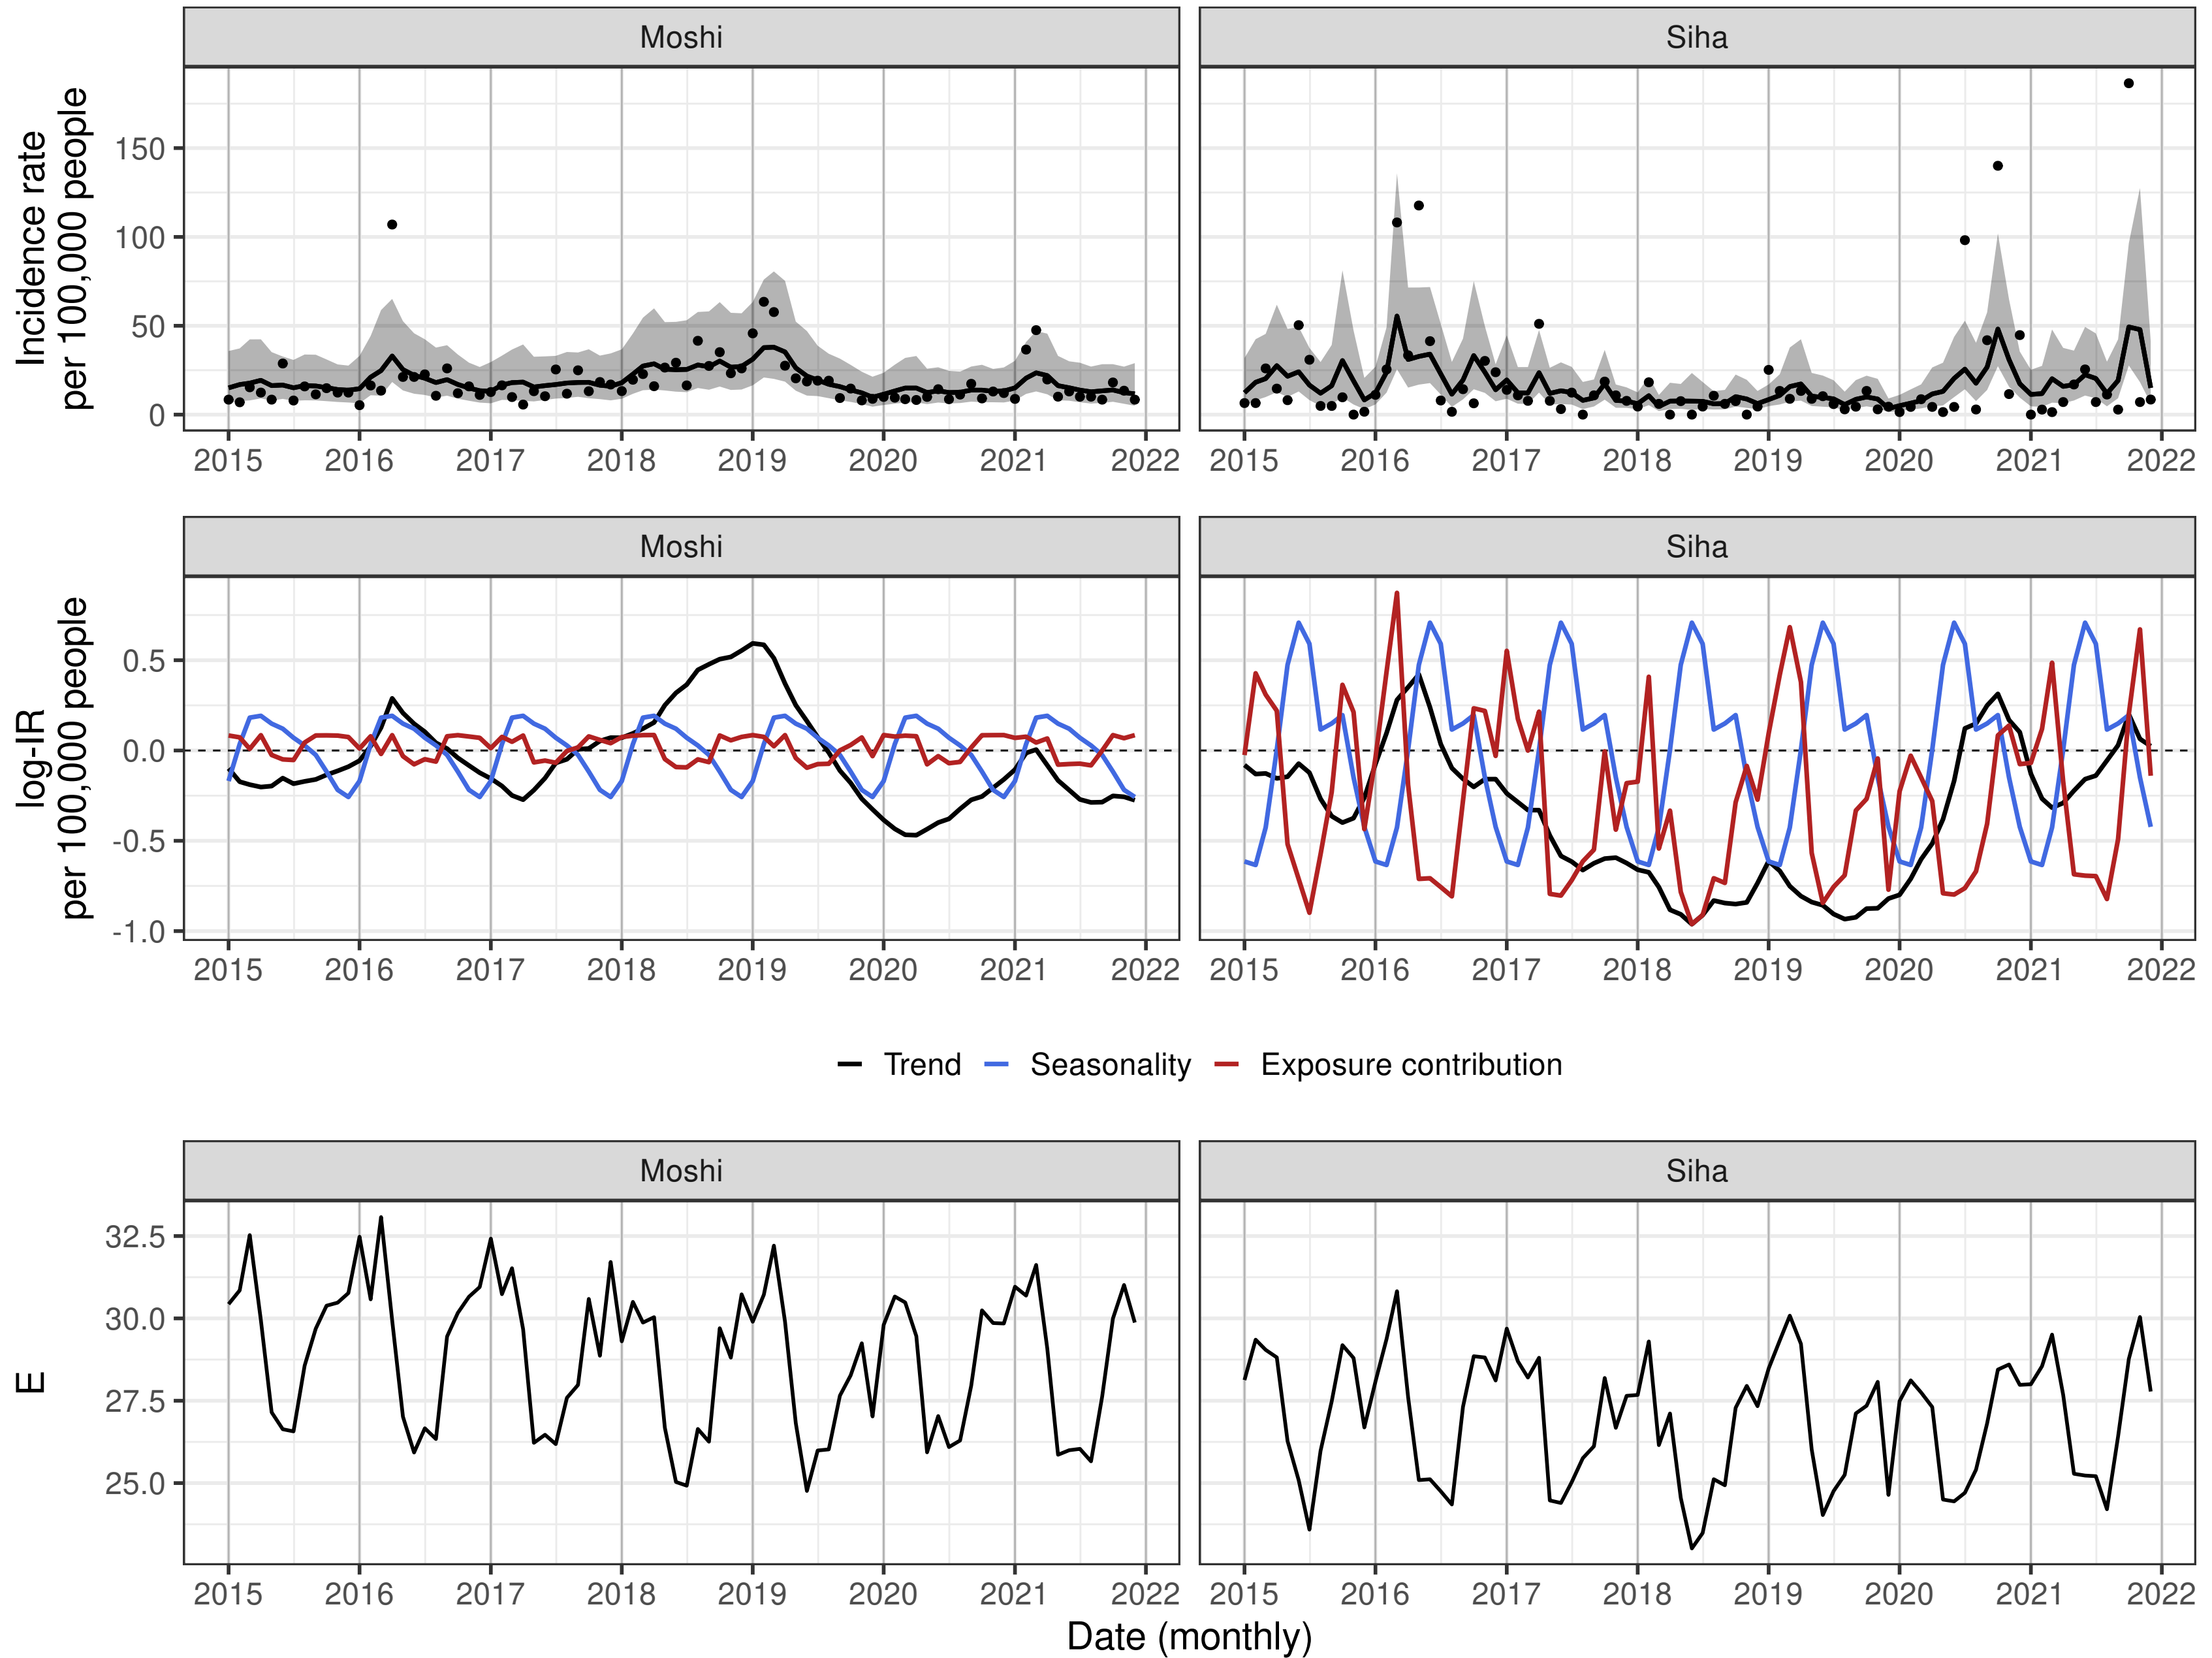 Moshi
Siha
Incidence rate
per 100,000 people
150
100
50
0
2015 2016 2017 2018 2019 2020 2021 2022
2015 2016 2017 2018 2019 2020 2021 2022
Moshi
Siha
log-IR
per 100,000 people
0.5
0.0
-0.5
-1.0
2015 2016 2017 2018 2019 2020 2021 2022
2015 2016 2017 2018 2019 2020 2021 2022
Trend Seasonality Exposure contribution
Moshi
Siha
E
32.5
30.0
27.5
25.0
2015 2016 2017 2018 2019 2020 2021 2022
2015 2016 2017 2018 2019 2020 2021 2022
Date (monthly)